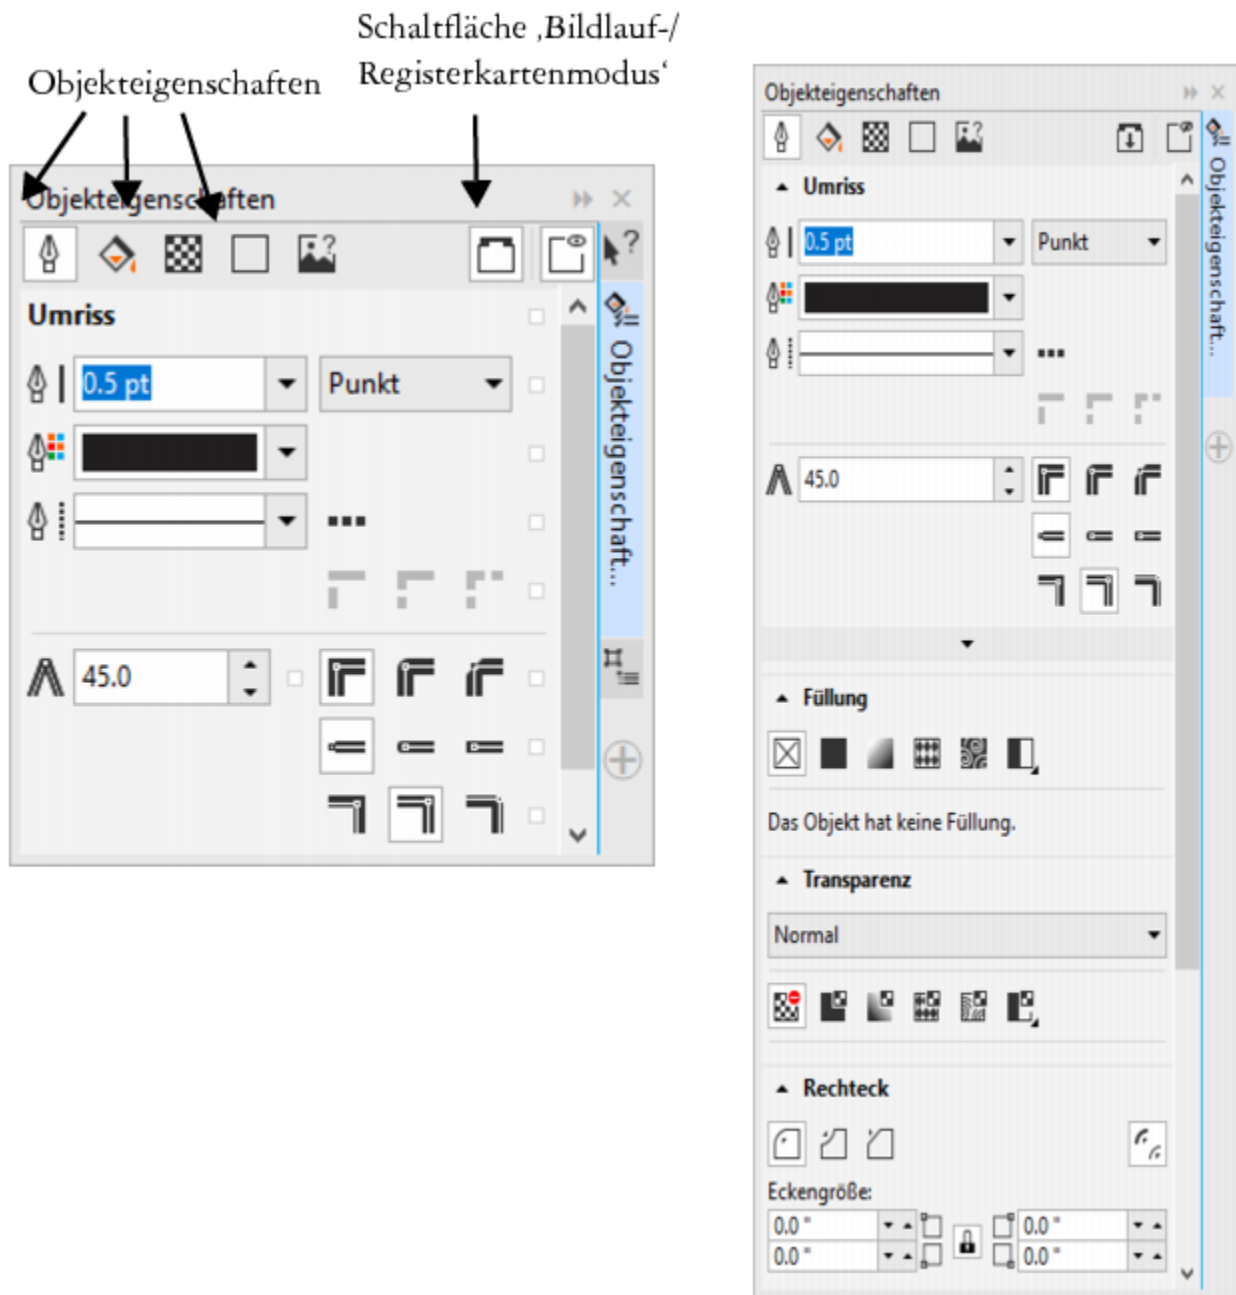 Schaltfläche ‚Bildlauf-/
Registerkartenmodus‘
Objekteigenschaften
Objekteigenschaften
?
Umriss
0.5 pt
Punkt
45.0
Objekteigenschaft...
Objekteigenschaften
Umriss
0.5 pt
Punkt
45.0
Füllung
Das Objekt hat keine Füllung.
Transparenz
Normal
Rechteck
Eckengröße:
0.0 "
0.0 "
0.0 "
0.0 "
Objekteigenschaft...